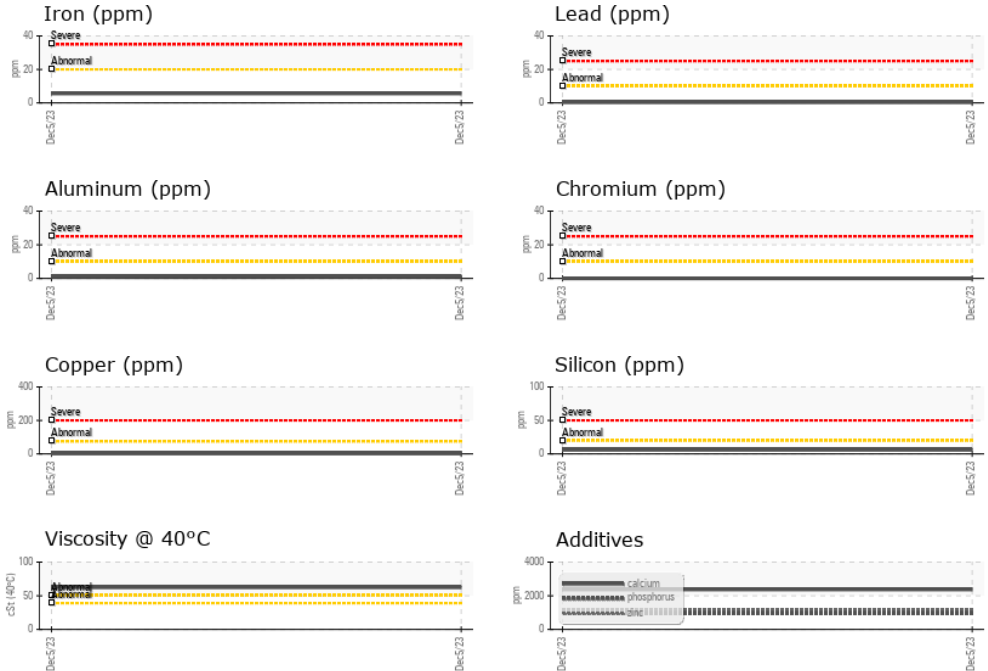 Iron (ppm)
40
Severe
Abnormal
20
0
ppm
Dec5/23
Dec5/23
Lead (ppm)
40
Severe
20
Abnormal
0
ppm
Dec5/23
Dec5/23
Aluminum (ppm)
40
Severe
20
Abnormal
0
ppm
Dec5/23
Dec5/23
Chromium (ppm)
40
Severe
20
Abnormal
0
ppm
Dec5/23
Dec5/23
Copper (ppm)
400
Severe
200
Abnormal
0
ppm
Dec5/23
Dec5/23
Silicon (ppm)
100
Severe
50
Abnormal
0
ppm
Dec5/23
Dec5/23
Viscosity @ 40°C
100
Abnormal
50
Abnormal
0
cSt (40°C)
Dec5/23
Dec5/23
Additives
4000
calcium
2000
phosphorus
zinc
0
ppm
Dec5/23
Dec5/23